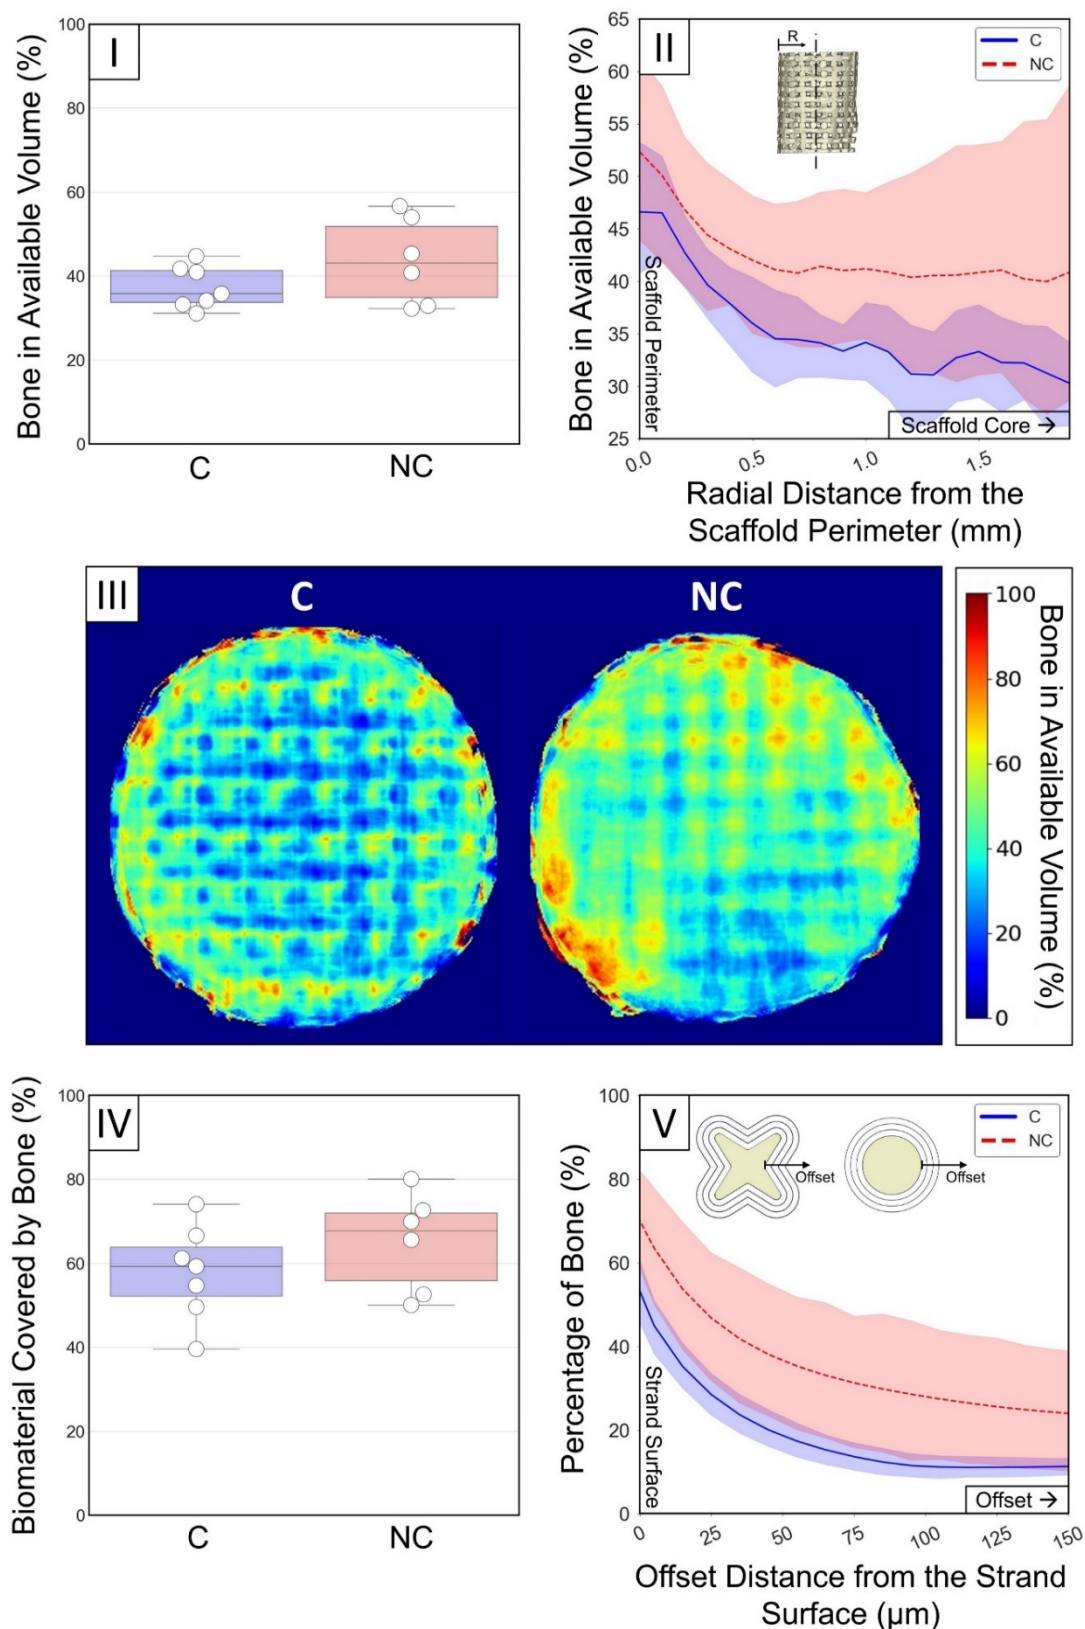 I
Bone in Available Volume (%)
100
80
60
40
20
0
C
NC
II
Bone in Available Volume (%)
65
60
55
50
45
40
35
30
25
R
C
NC
Scaffold Perimeter
Scaffold Core →
0.0
0.5
1.0
1.5
Radial Distance from the
Scaffold Perimeter (mm)
III
C
NC
100
80
60
40
20
0
Bone in Available Volume (%)
IV
Biomaterial Covered by Bone (%)
100
80
60
40
20
0
C
NC
V
Percentage of Bone (%)
100
80
60
40
20
0
Offset
Offset
C
NC
Strand Surface
Offset →
0
25
50
75
100
125
150
Offset Distance from the Strand
Surface (µm)